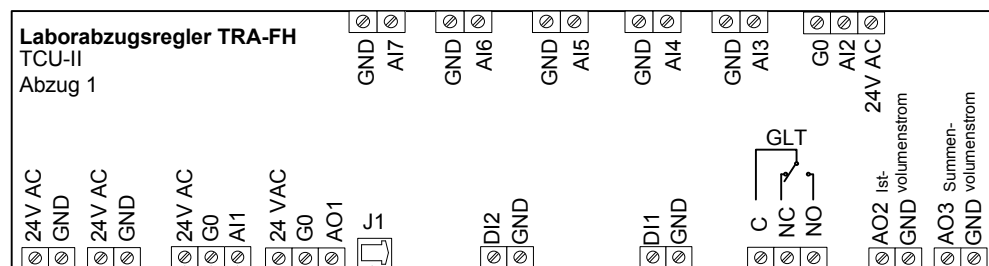 Laborabzugsregler TRA-FH
TCU-II
Abzug 1
GND
AI7
GND
AI6
GND
AI5
GND
AI4
GND
AI3
G0
AI2
24V AC
GLT
24V AC
GND
24V AC
GND
24V AC
G0
AI1
24 VAC
G0
AO1
J1
DI2
GND
DI1
GND
C
NC
NO
AO2 Ist-
volumenstrom
GND
AO3 Summen-
volumenstrom
GND